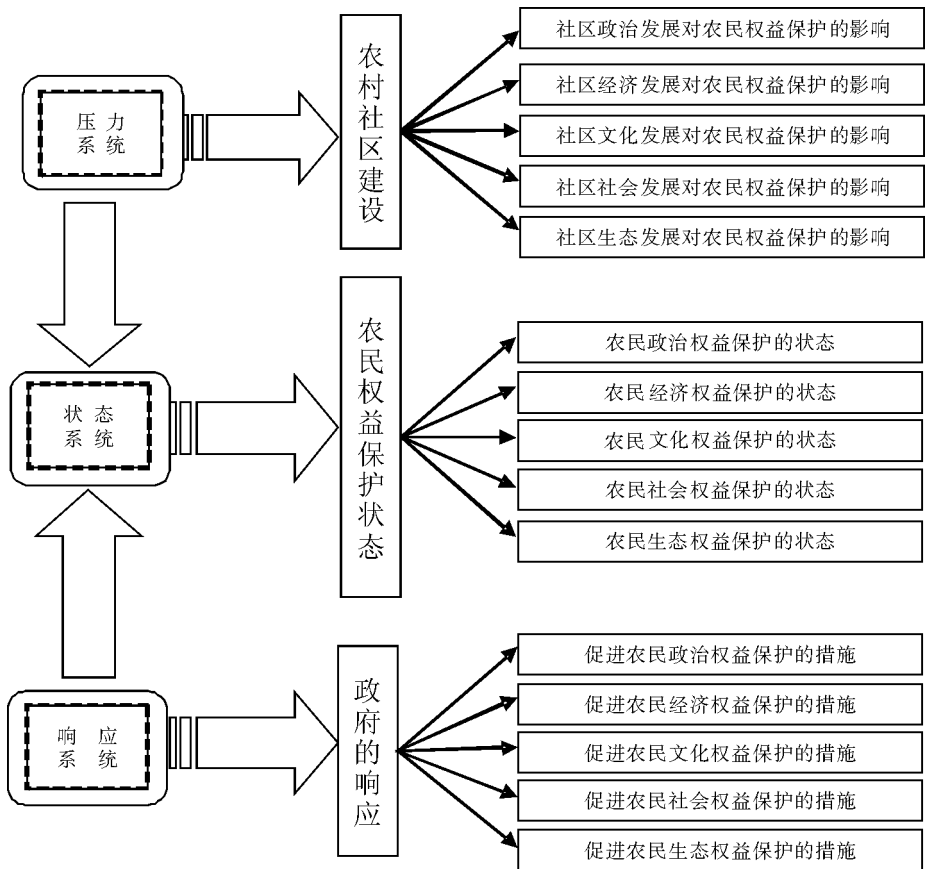 压力
系统
农村社区建设
社区政治发展对农民权益保护的影响
社区经济发展对农民权益保护的影响
社区文化发展对农民权益保护的影响
社区社会发展对农民权益保护的影响
社区生态发展对农民权益保护的影响
状态
系统
农民权益保护状态
农民政治权益保护的状态
农民经济权益保护的状态
农民文化权益保护的状态
农民社会权益保护的状态
农民生态权益保护的状态
响应
系统
政府的响应
促进农民政治权益保护的措施
促进农民经济权益保护的措施
促进农民文化权益保护的措施
促进农民社会权益保护的措施
促进农民生态权益保护的措施